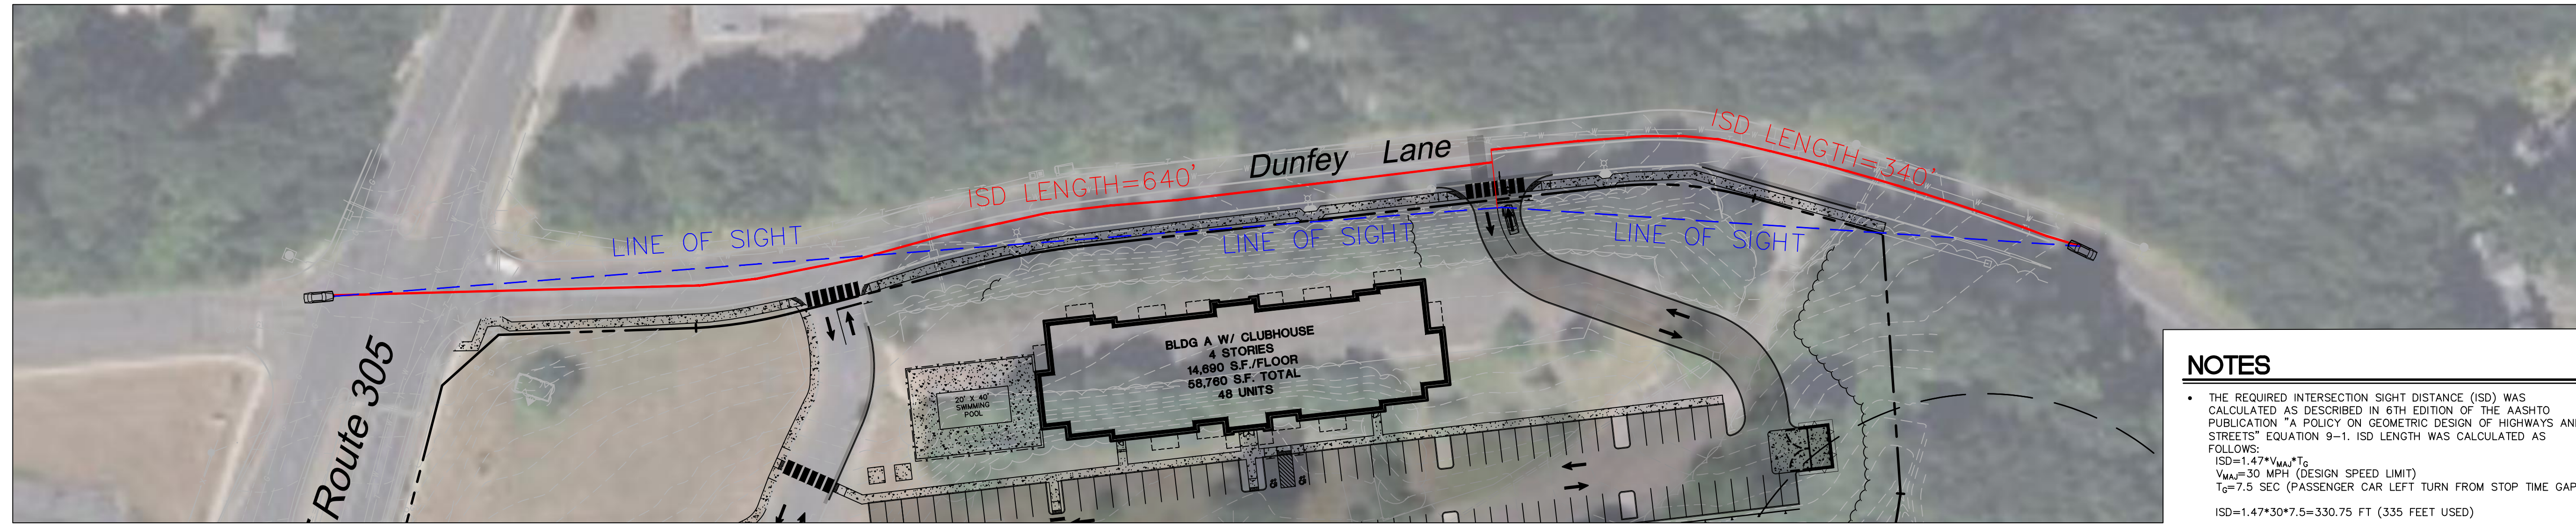 ISD LENGTH=640'
Dunfey Lane
ISD LENGTH=340'
LINE OF SIGHT
LINE OF SIGHT
LINE OF SIGHT
Route 305
BLDG A W/ CLUBHOUSE
4 STORIES
14,690 S.F./FLOOR
58,760 S.F. TOTAL
48 UNITS
20' X 40'
SWIMMING
POOL
NOTES
• THE REQUIRED INTERSECTION SIGHT DISTANCE (ISD) WAS
CALCULATED AS DESCRIBED IN 6TH EDITION OF THE AASHTO
PUBLICATION "A POLICY ON GEOMETRIC DESIGN OF HIGHWAYS AN
STREETS" EQUATION 9-1. ISD LENGTH WAS CALCULATED AS
FOLLOWS:
ISD=1.47*VMAJ*TG
VMAJ=30 MPH (DESIGN SPEED LIMIT)
TG=7.5 SEC (PASSENGER CAR LEFT TURN FROM STOP TIME GAP
ISD=1.47*30*7.5=330.75 FT (335 FEET USED)